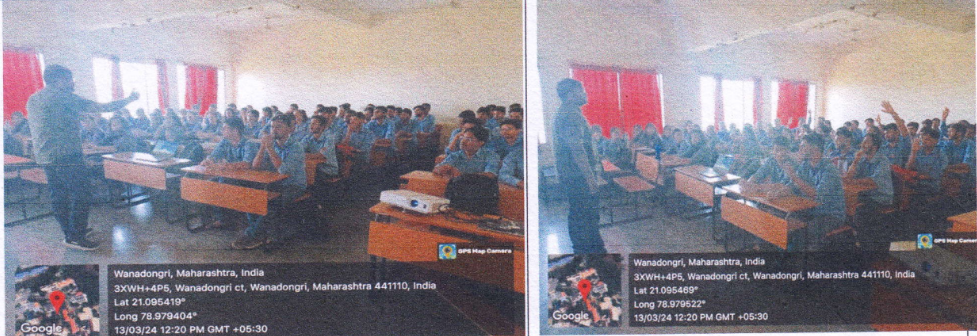 GPS Map Camera
Wanadongri, Maharashtra, India
3XWH+4P5, Wanadongri ct, Wanadongri, Maharashtra 441110, India
Lat 21.095419°
Long 78.979404°
13/03/24 12:20 PM GMT +05:30
Google
GPS Map Camera
Wanadongri, Maharashtra, India
3XWH+4P5, Wanadongri ct, Wanadongri, Maharashtra 441110, India
Lat 21.095469°
Long 78.979522°
13/03/24 12:20 PM GMT +05:30
Google